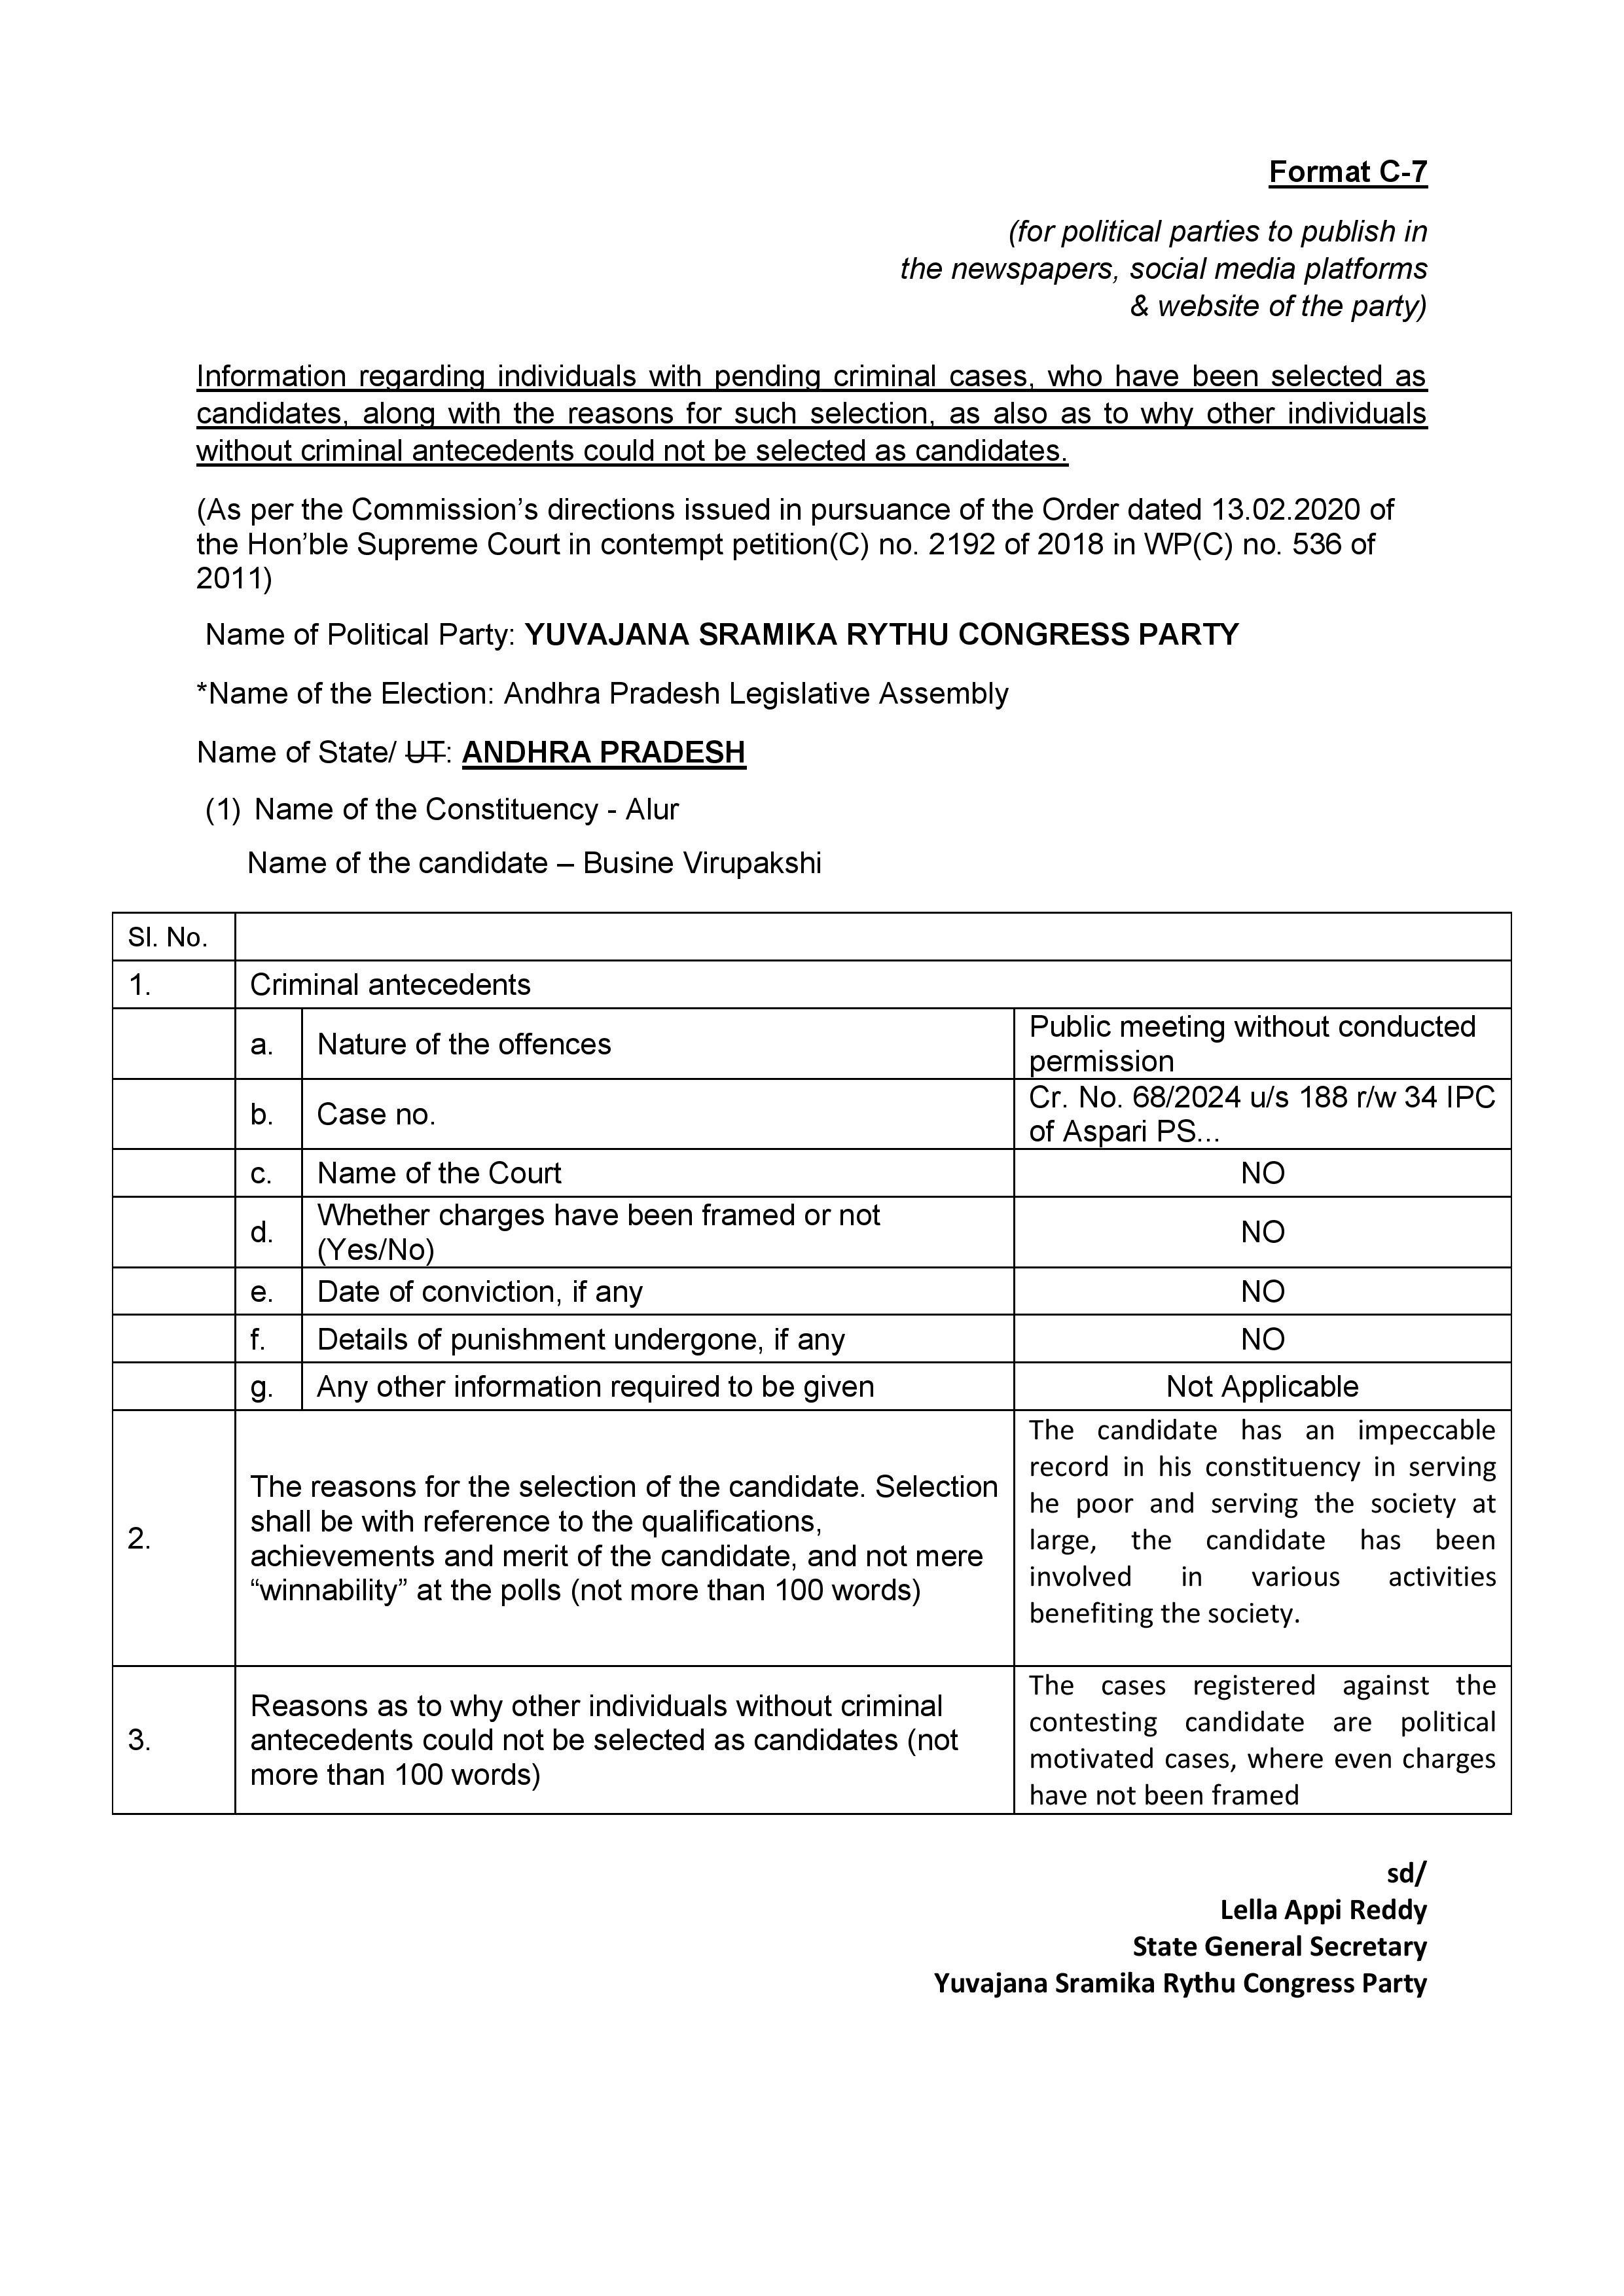 Format C-7
(for political parties to publish in
the newspapers, social media platforms
& website of the party)
Information regarding individuals with pending criminal cases, who have been selected as
candidates, along with the reasons for such selection, as also as to why other individuals
without criminal antecedents could not be selected as candidates.
(As per the Commission’s directions issued in pursuance of the Order dated 13.02.2020 of
the Hon’ble Supreme Court in contempt petition(C) no. 2192 of 2018 in WP(C) no. 536 of
2011)
Name of Political Party: YUVAJANA SRAMIKA RYTHU CONGRESS PARTY
*Name of the Election: Andhra Pradesh Legislative Assembly
Name of State/ UT: ANDHRA PRADESH
(1) Name of the Constituency - Alur
Name of the candidate – Busine Virupakshi
Sl. No.
1. Criminal antecedents
a. Nature of the offences
Public meeting without conducted
permission
b. Case no.
Cr. No. 68/2024 u/s 188 r/w 34 IPC
of Aspari PS...
c. Name of the Court NO
d. Whether charges have been framed or not
(Yes/No)
NO
e. Date of conviction, if any NO
f. Details of punishment undergone, if any NO
g. Any other information required to be given Not Applicable
2.
The reasons for the selection of the candidate. Selection
shall be with reference to the qualifications,
achievements and merit of the candidate, and not mere
“winnability” at the polls (not more than 100 words)
The candidate has an impeccable
record in his constituency in serving
he poor and serving the society at
large, the candidate has been
involved in various activities
benefiting the society.
3.
Reasons as to why other individuals without criminal
antecedents could not be selected as candidates (not
more than 100 words)
The cases registered against the
contesting candidate are political
motivated cases, where even charges
have not been framed
sd/
Lella Appi Reddy
State General Secretary
Yuvajana Sramika Rythu Congress Party